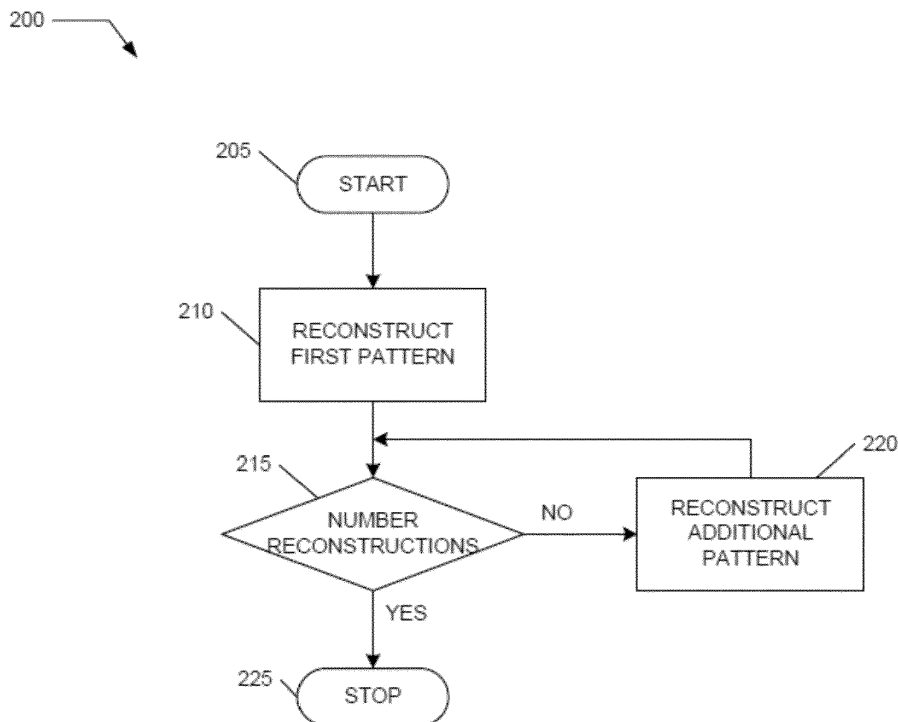 200
205
START
210
RECONSTRUCT
FIRST PATTERN
215
NUMBER
RECONSTRUCTIONS
NO
220
RECONSTRUCT
ADDITIONAL
PATTERN
YES
225
STOP